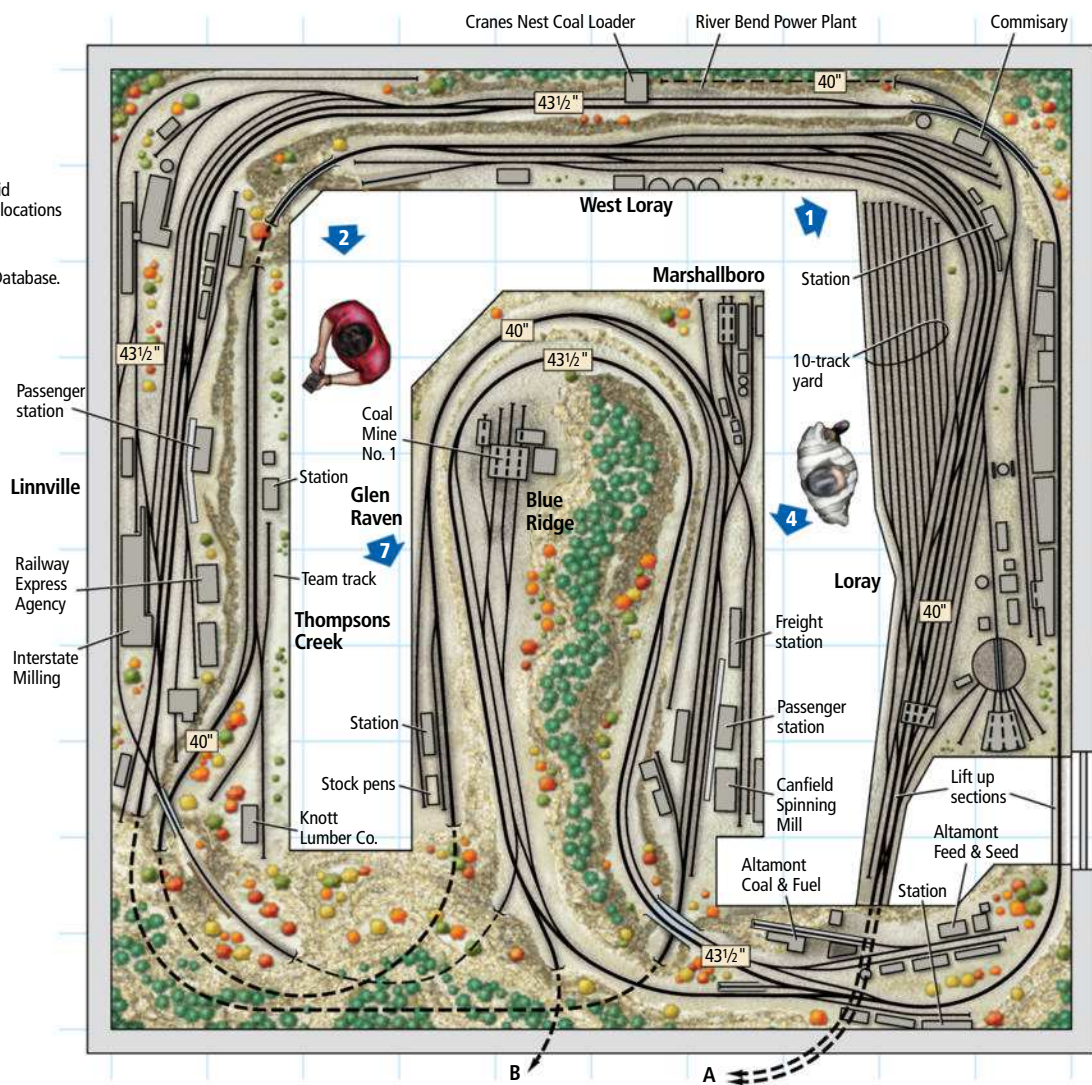 Cranes Nest Coal Loader
River Bend Power Plant
Commisary
40"
43½"
id
locations
Database.
West Loray
1
2
Marshallboro
Station
10-track
yard
40"
43½"
43½"
Passenger
station
Coal
Mine
No. 1
Linnville
Station
Glen
Raven
Blue
Ridge
7
4
Railway
Express
Agency
Team track
Loray
Thompsons
Creek
40"
Freight
station
Interstate
Milling
Station
Passenger
station
40"
Stock pens
Lift up
sections
Canfield
Spinning
Mill
Knott
Lumber Co.
Altamont
Feed & Seed
Altamont
Coal & Fuel
Station
43½"
B
A